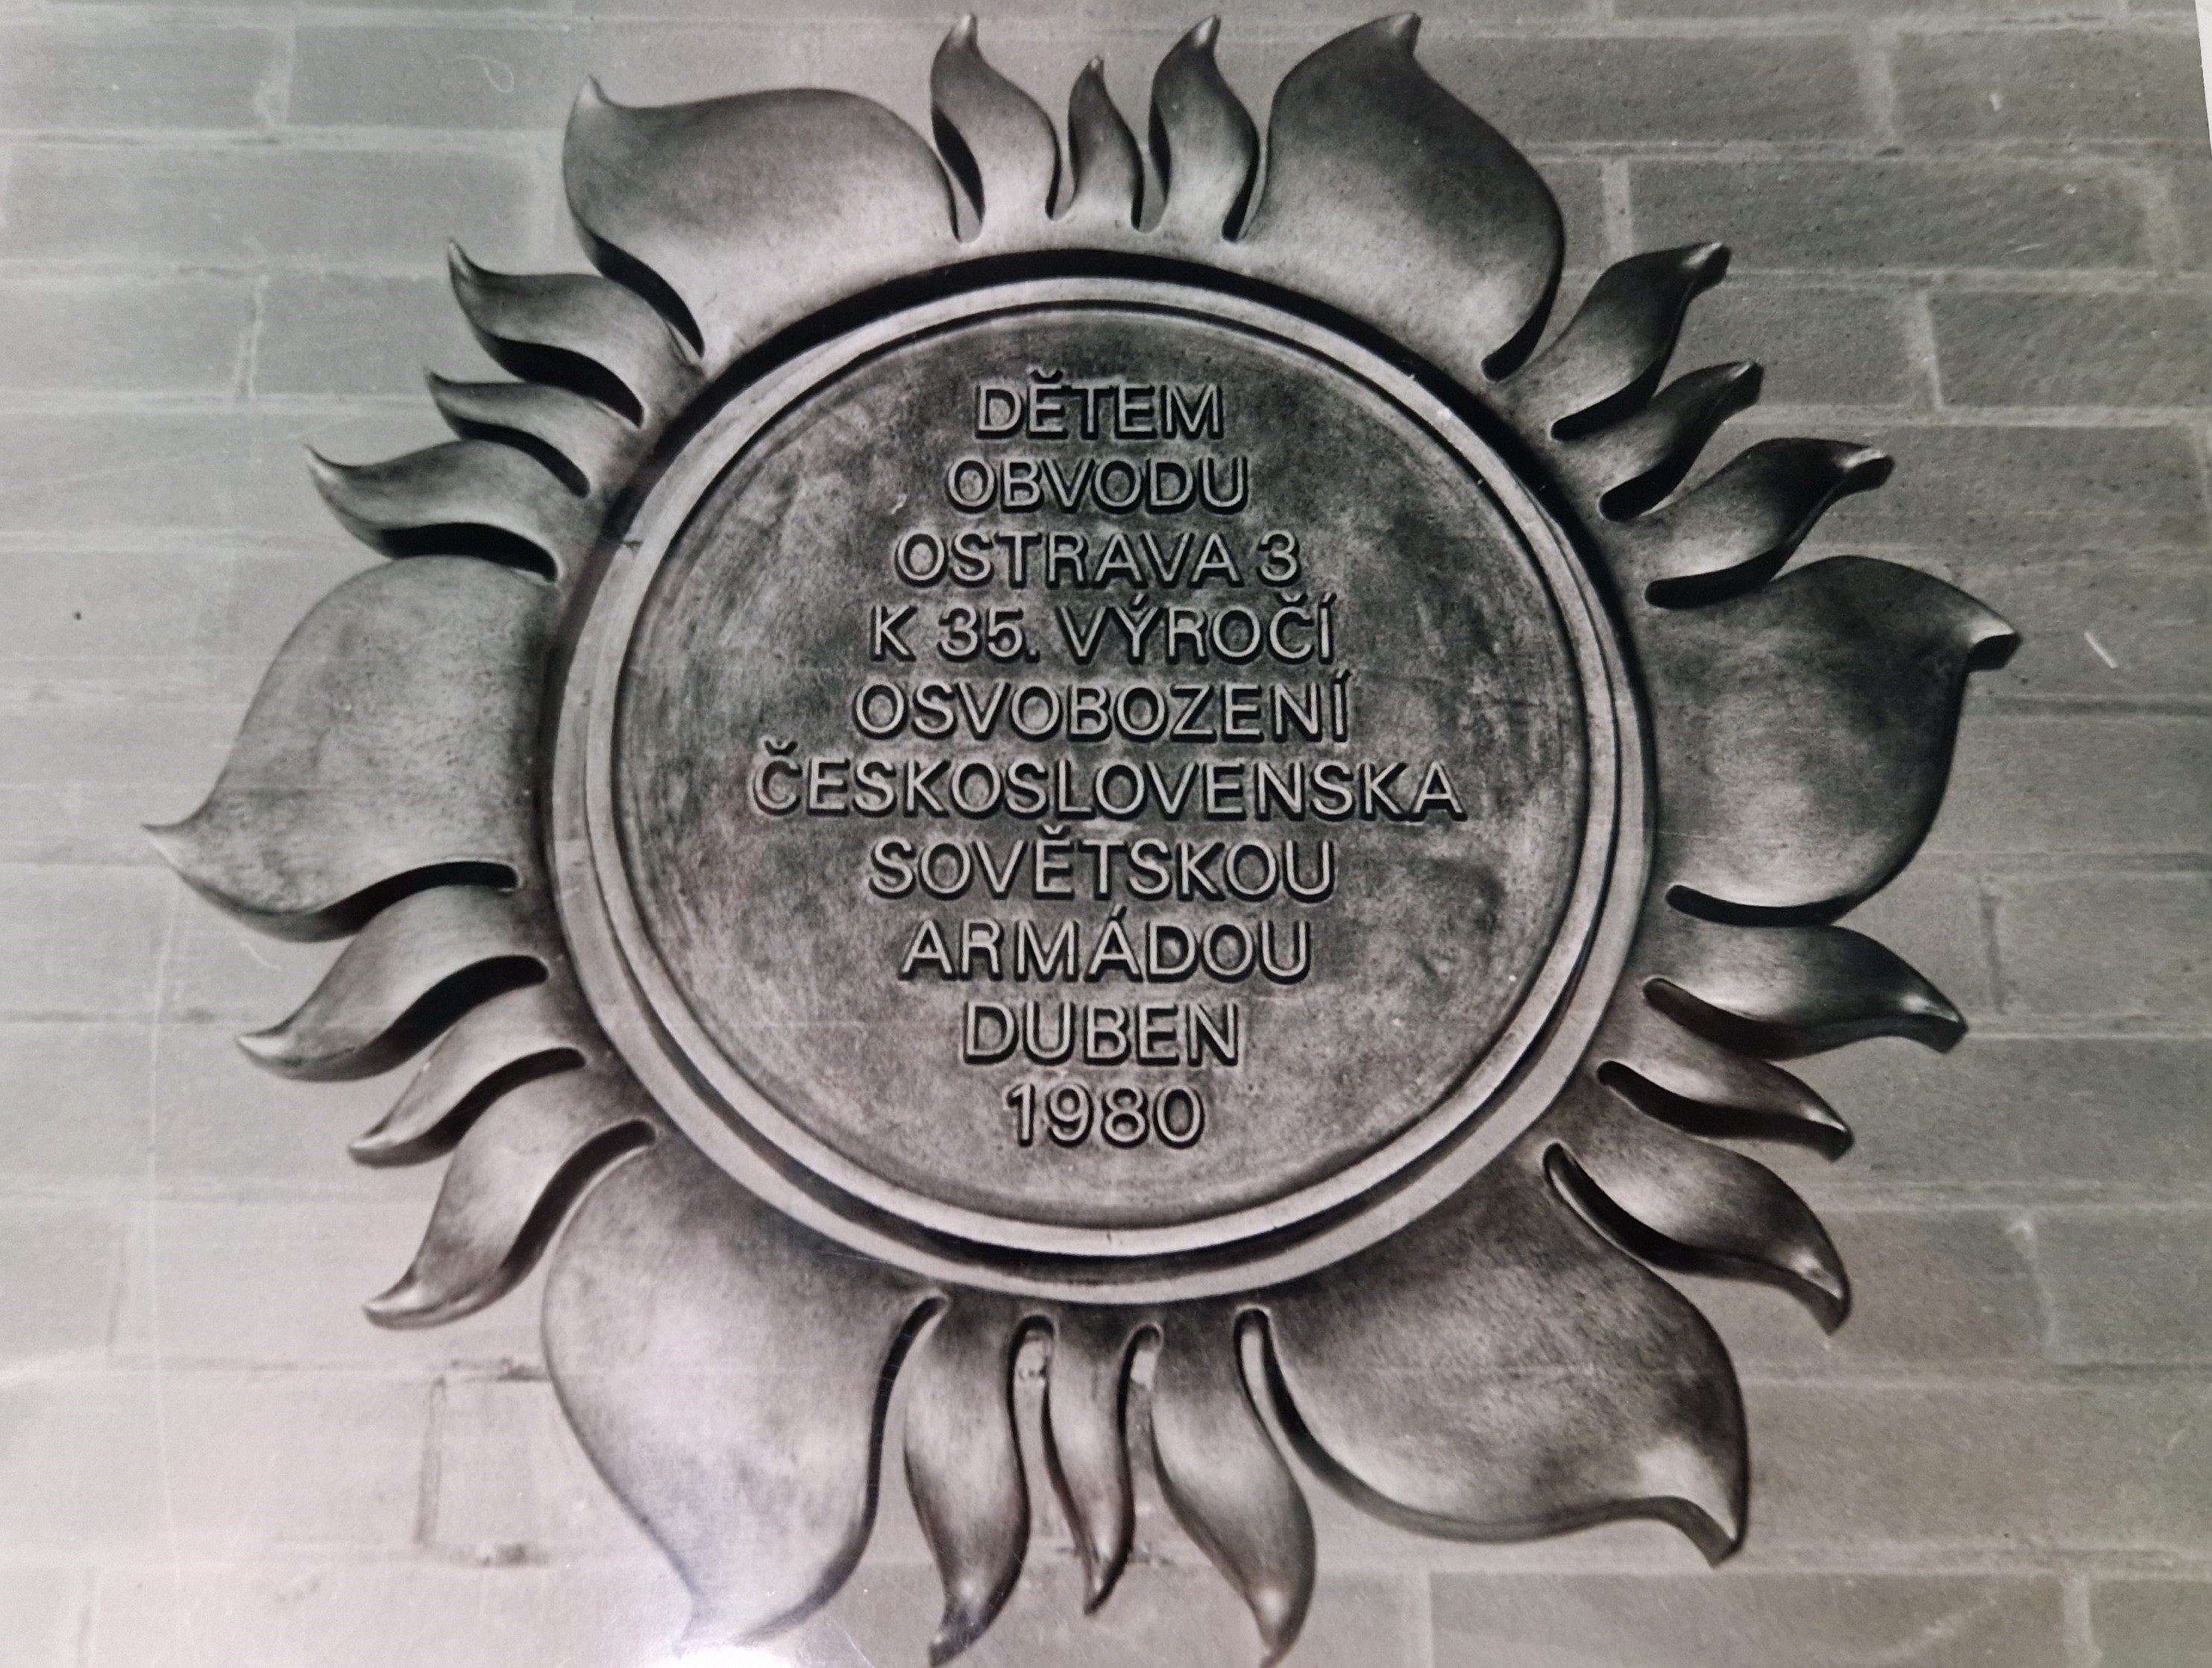 DĚTEM
OBVODU
OSTRAVA 3
K 35. VÝROČÍ
OSVOBOZENÍ
ČESKOSLOVENSKA
SOVĚTSKOU
ARMÁDOU
DUBEN
1980